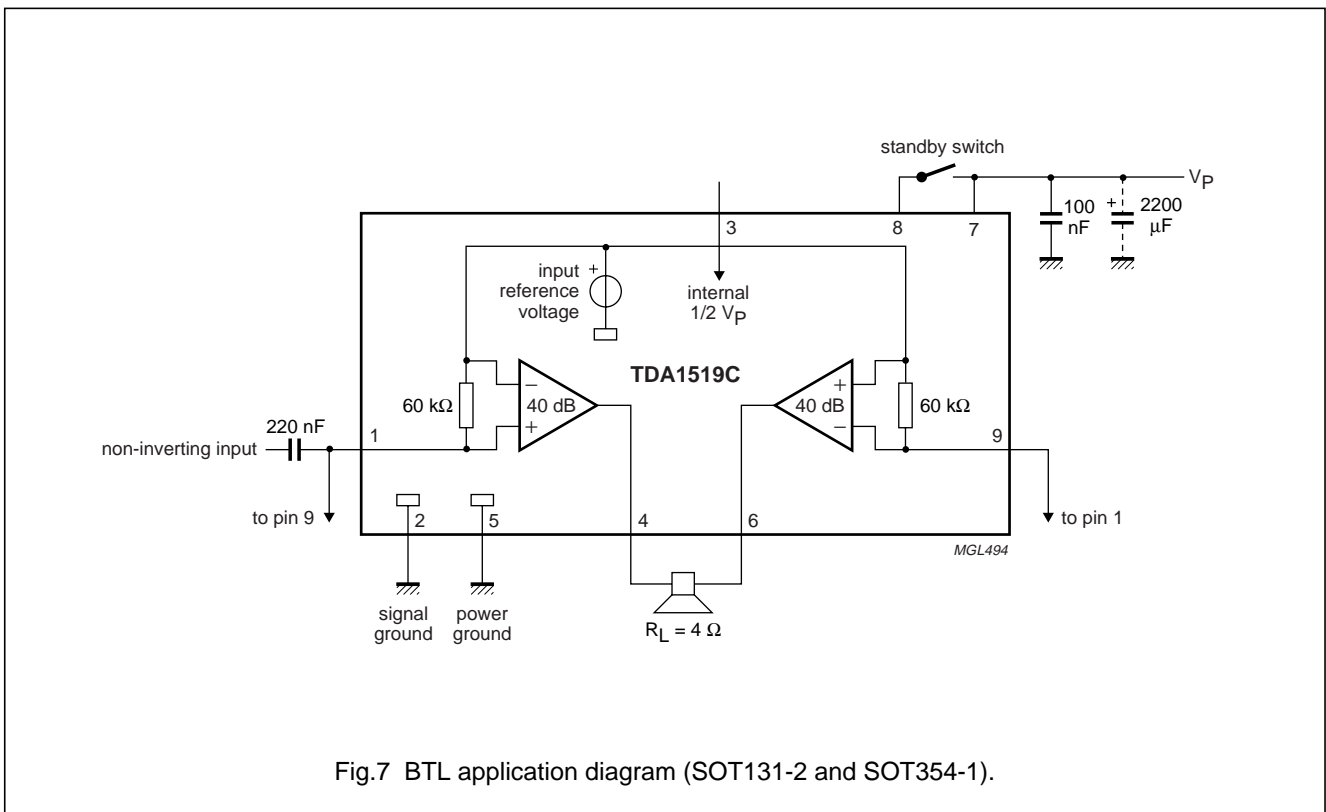 standby switch
VP
100
nF
+
2200
µF
3
8
7
input
reference
voltage
+
internal
1/2 VP
TDA1519C
60 kΩ
−
40 dB
+
+
40 dB
−
60 kΩ
220 nF
non-inverting input
1
9
to pin 9
2
5
4
6
to pin 1
MGL494
signal
ground
power
ground
RL = 4 Ω
Fig.7 BTL application diagram (SOT131-2 and SOT354-1).